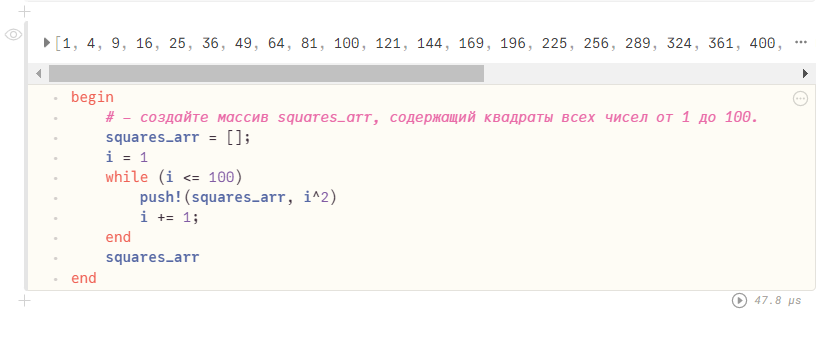 [1, 4, 9, 16, 25, 36, 49, 64, 81, 100, 121, 144, 169, 196, 225, 256, 289, 324, 361, 400, ⋯
begin
# — создайте массив squares_arr, содержащий квадраты всех чисел от 1 до 100.
squares_arr = [];
i = 1
while (i <= 100)
push!(squares_arr, i^2)
i += 1;
end
squares_arr
end
47.8 μs